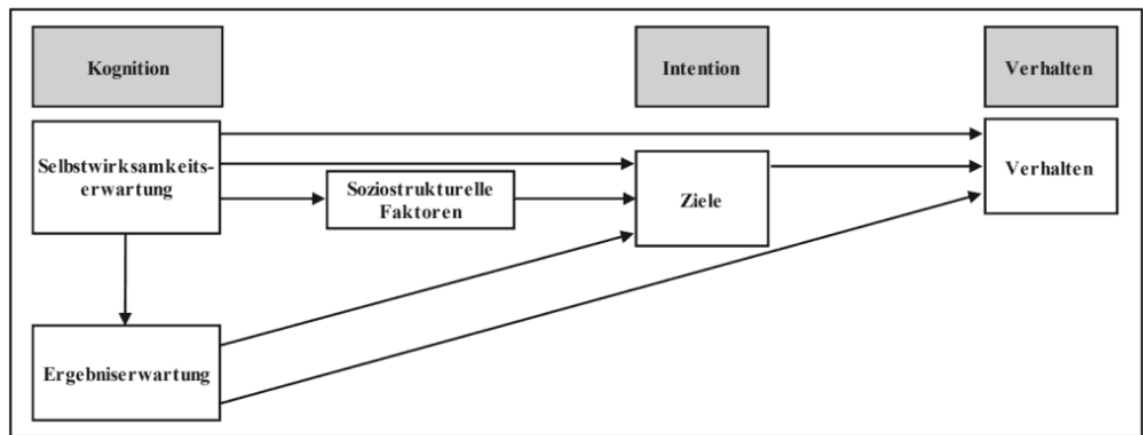 Kognition
Intention
Verhalten
Selbstwirksamkeits-
erwartung
Soziostrukturelle
Faktoren
Ziele
Verhalten
Ergebniserwartung